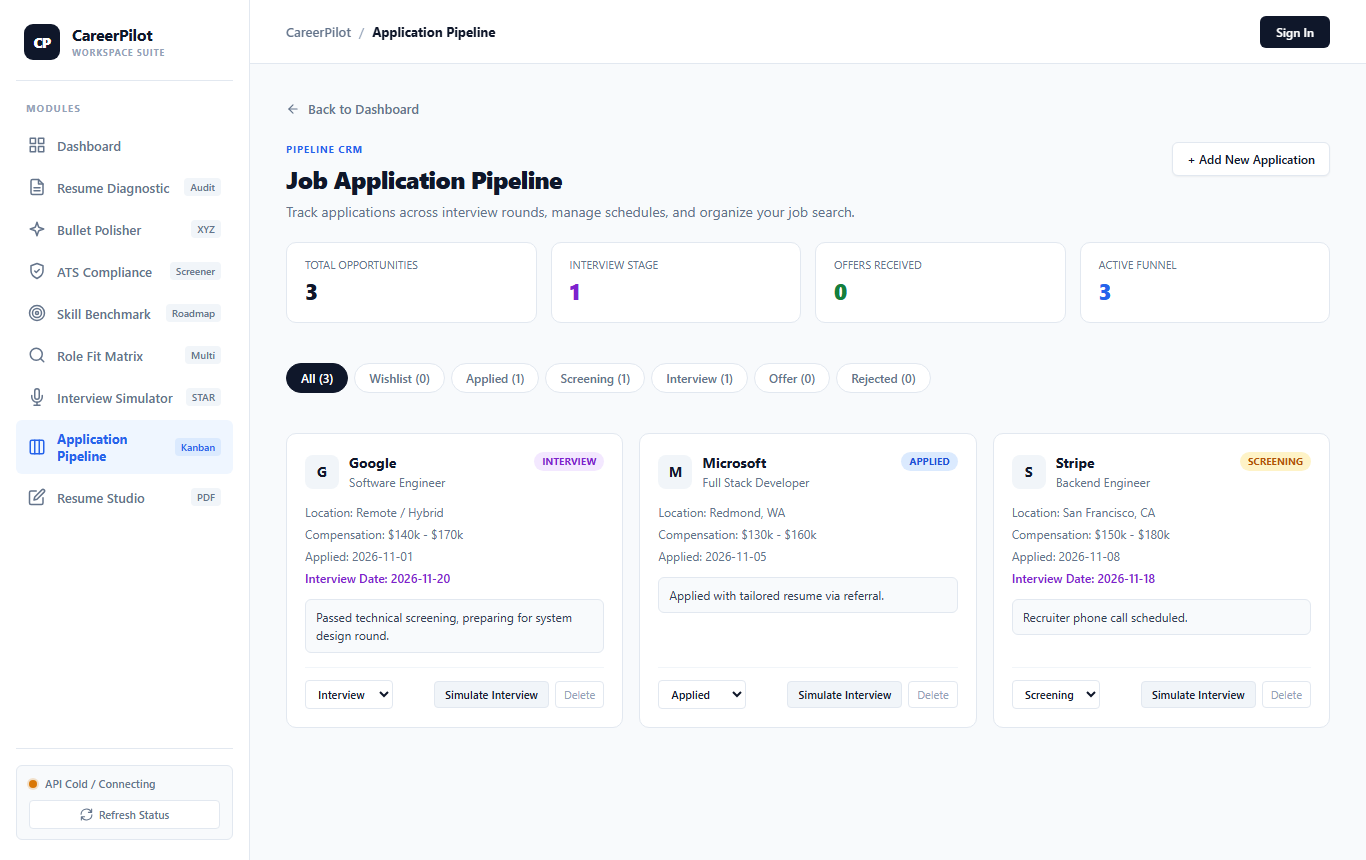 CP
CareerPilot
WORKSPACE SUITE
MODULES
Dashboard
Resume Diagnostic Audit
Bullet Polisher XYZ
ATS Compliance Screener
Skill Benchmark Roadmap
Role Fit Matrix Multi
Interview Simulator STAR
Application
Pipeline
Kanban
Resume Studio PDF
API Cold / Connecting
Refresh Status
CareerPilot / Application Pipeline
Sign In
← Back to Dashboard
PIPELINE CRM
Job Application Pipeline
Track applications across interview rounds, manage schedules, and organize your job search.
+ Add New Application
TOTAL OPPORTUNITIES
3
INTERVIEW STAGE
1
OFFERS RECEIVED
0
ACTIVE FUNNEL
3
All (3) Wishlist (0) Applied (1) Screening (1) Interview (1) Offer (0) Rejected (0)
G
Google
INTERVIEW
Software Engineer
Location: Remote / Hybrid
Compensation: $140k - $170k
Applied: 2026-11-01
Interview Date: 2026-11-20
Passed technical screening, preparing for system
design round.
Interview Simulate Interview Delete
M
Microsoft
APPLIED
Full Stack Developer
Location: Redmond, WA
Compensation: $130k - $160k
Applied: 2026-11-05
Applied with tailored resume via referral.
Applied Simulate Interview Delete
S
Stripe
SCREENING
Backend Engineer
Location: San Francisco, CA
Compensation: $150k - $180k
Applied: 2026-11-08
Interview Date: 2026-11-18
Recruiter phone call scheduled.
Screening Simulate Interview Delete